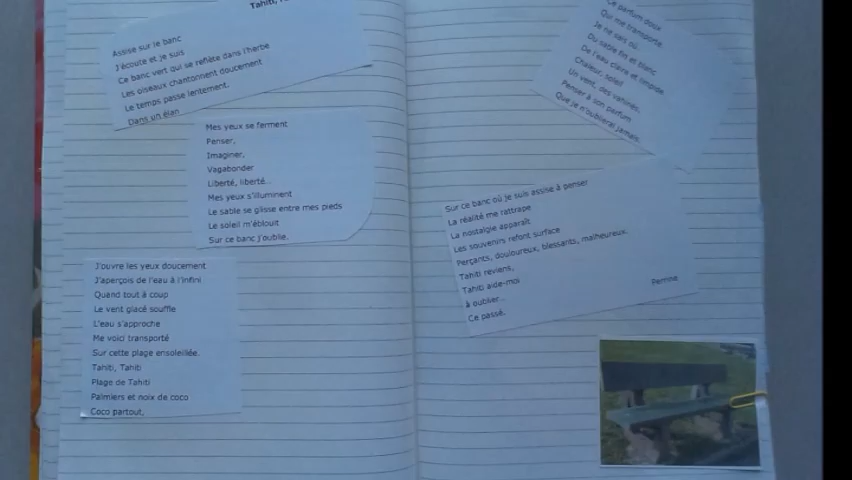 Tahiti,
Assise sur le banc
J'écoute et je suis
Ce banc vert qui se reflète dans l'herbe
Les oiseaux chantonnent doucement
Le temps passe lentement.
Dans un élan
Mes yeux se ferment
Penser,
Imaginer,
Vagabonder
Liberté, liberté...
Mes yeux s'illuminent
Le sable se glisse entre mes pieds
Le soleil m'éblouit
Sur ce banc j'oublie.
J'ouvre les yeux doucement
J'aperçois de l'eau à l'infini
Quand tout à coup
Le vent glacé souffle
L'eau s'approche
Me voici transporté
Sur cette plage ensoleillée.
Tahiti, Tahiti
Plage de Tahiti
Palmiers et noix de coco
Coco partout,
Ce parfum doux
Qui me transporte
Je ne sais où
Du sable fin et blanc
De l'eau claire et limpide
Chaleur, soleil
Un vent, des vahinés,
Penser à son parfum
Que je n'oublierai jamais
Sur ce banc où je suis assise à penser
La réalité me rattrape
La nostalgie apparaît
Les souvenirs refont surface
Perçants, douloureux, blessants, malheureux.
Tahiti reviens,
Tahiti aide-moi
à oublier...
Ce passé.
Perrine